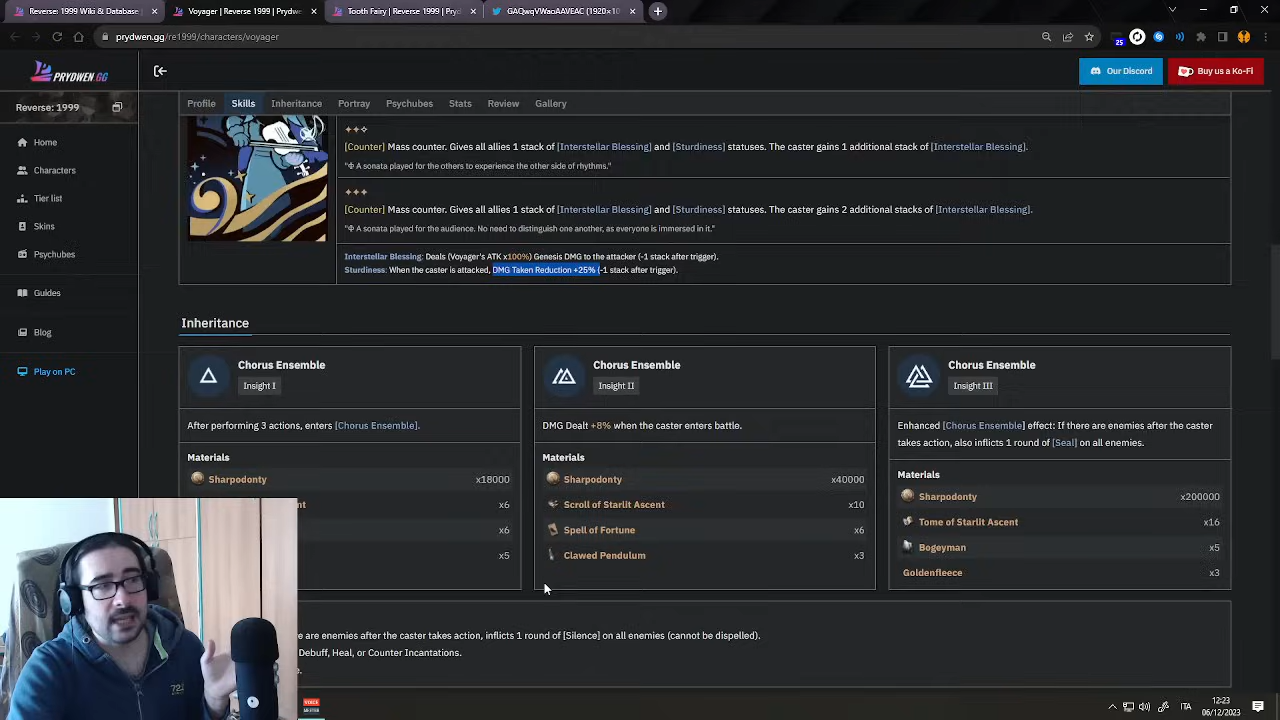 Reverse 1999 Wiki & Database
Voyager | Reverse 1999 | Pryd
Tooth Fairy | Reverse 1999 | Pry
GAQwqVWaoAAVEAC (1920×10
prydwen.gg/re1999/characters/voyager
25
PRYDWEN.GG
Our Discord
Buy us a Ko-Fi
Reverse: 1999
Home
Characters
Tier list
Skins
Psychubes
Guides
Blog
Play on PC
Profile
Skills
Inheritance
Portray
Psychubes
Stats
Review
Gallery
[Counter] Mass counter. Gives all allies 1 stack of [Interstellar Blessing] and [Sturdiness] statuses. The caster gains 1 additional stack of [Interstellar Blessing].
"Φ A sonata played for the others to experience the other side of rhythms."
[Counter] Mass counter. Gives all allies 1 stack of [Interstellar Blessing] and [Sturdiness] statuses. The caster gains 2 additional stacks of [Interstellar Blessing].
"Φ A sonata played for the audience. No need to distinguish one another, as everyone is immersed in it."
Interstellar Blessing: Deals (Voyager's ATK x100%) Genesis DMG to the attacker (-1 stack after trigger).
Sturdiness: When the caster is attacked, DMG Taken Reduction +25% (-1 stack after trigger).
Inheritance
Chorus Ensemble
Insight I
After performing 3 actions, enters [Chorus Ensemble].
Materials
Sharpodonty x18000
nt x6
x6
x5
Chorus Ensemble
Insight II
DMG Dealt +8% when the caster enters battle.
Materials
Sharpodonty x40000
Scroll of Starlit Ascent x10
Spell of Fortune x6
Clawed Pendulum x3
Chorus Ensemble
Insight III
Enhanced [Chorus Ensemble] effect: If there are enemies after the caster
takes action, also inflicts 1 round of [Seal] on all enemies.
Materials
Sharpodonty x200000
Tome of Starlit Ascent x16
Bogeyman x5
Goldenfleece x3
re are enemies after the caster takes action, inflicts 1 round of [Silence] on all enemies (cannot be dispelled).
Debuff, Heal, or Counter Incantations.
VOICE
12:23
06/12/2023